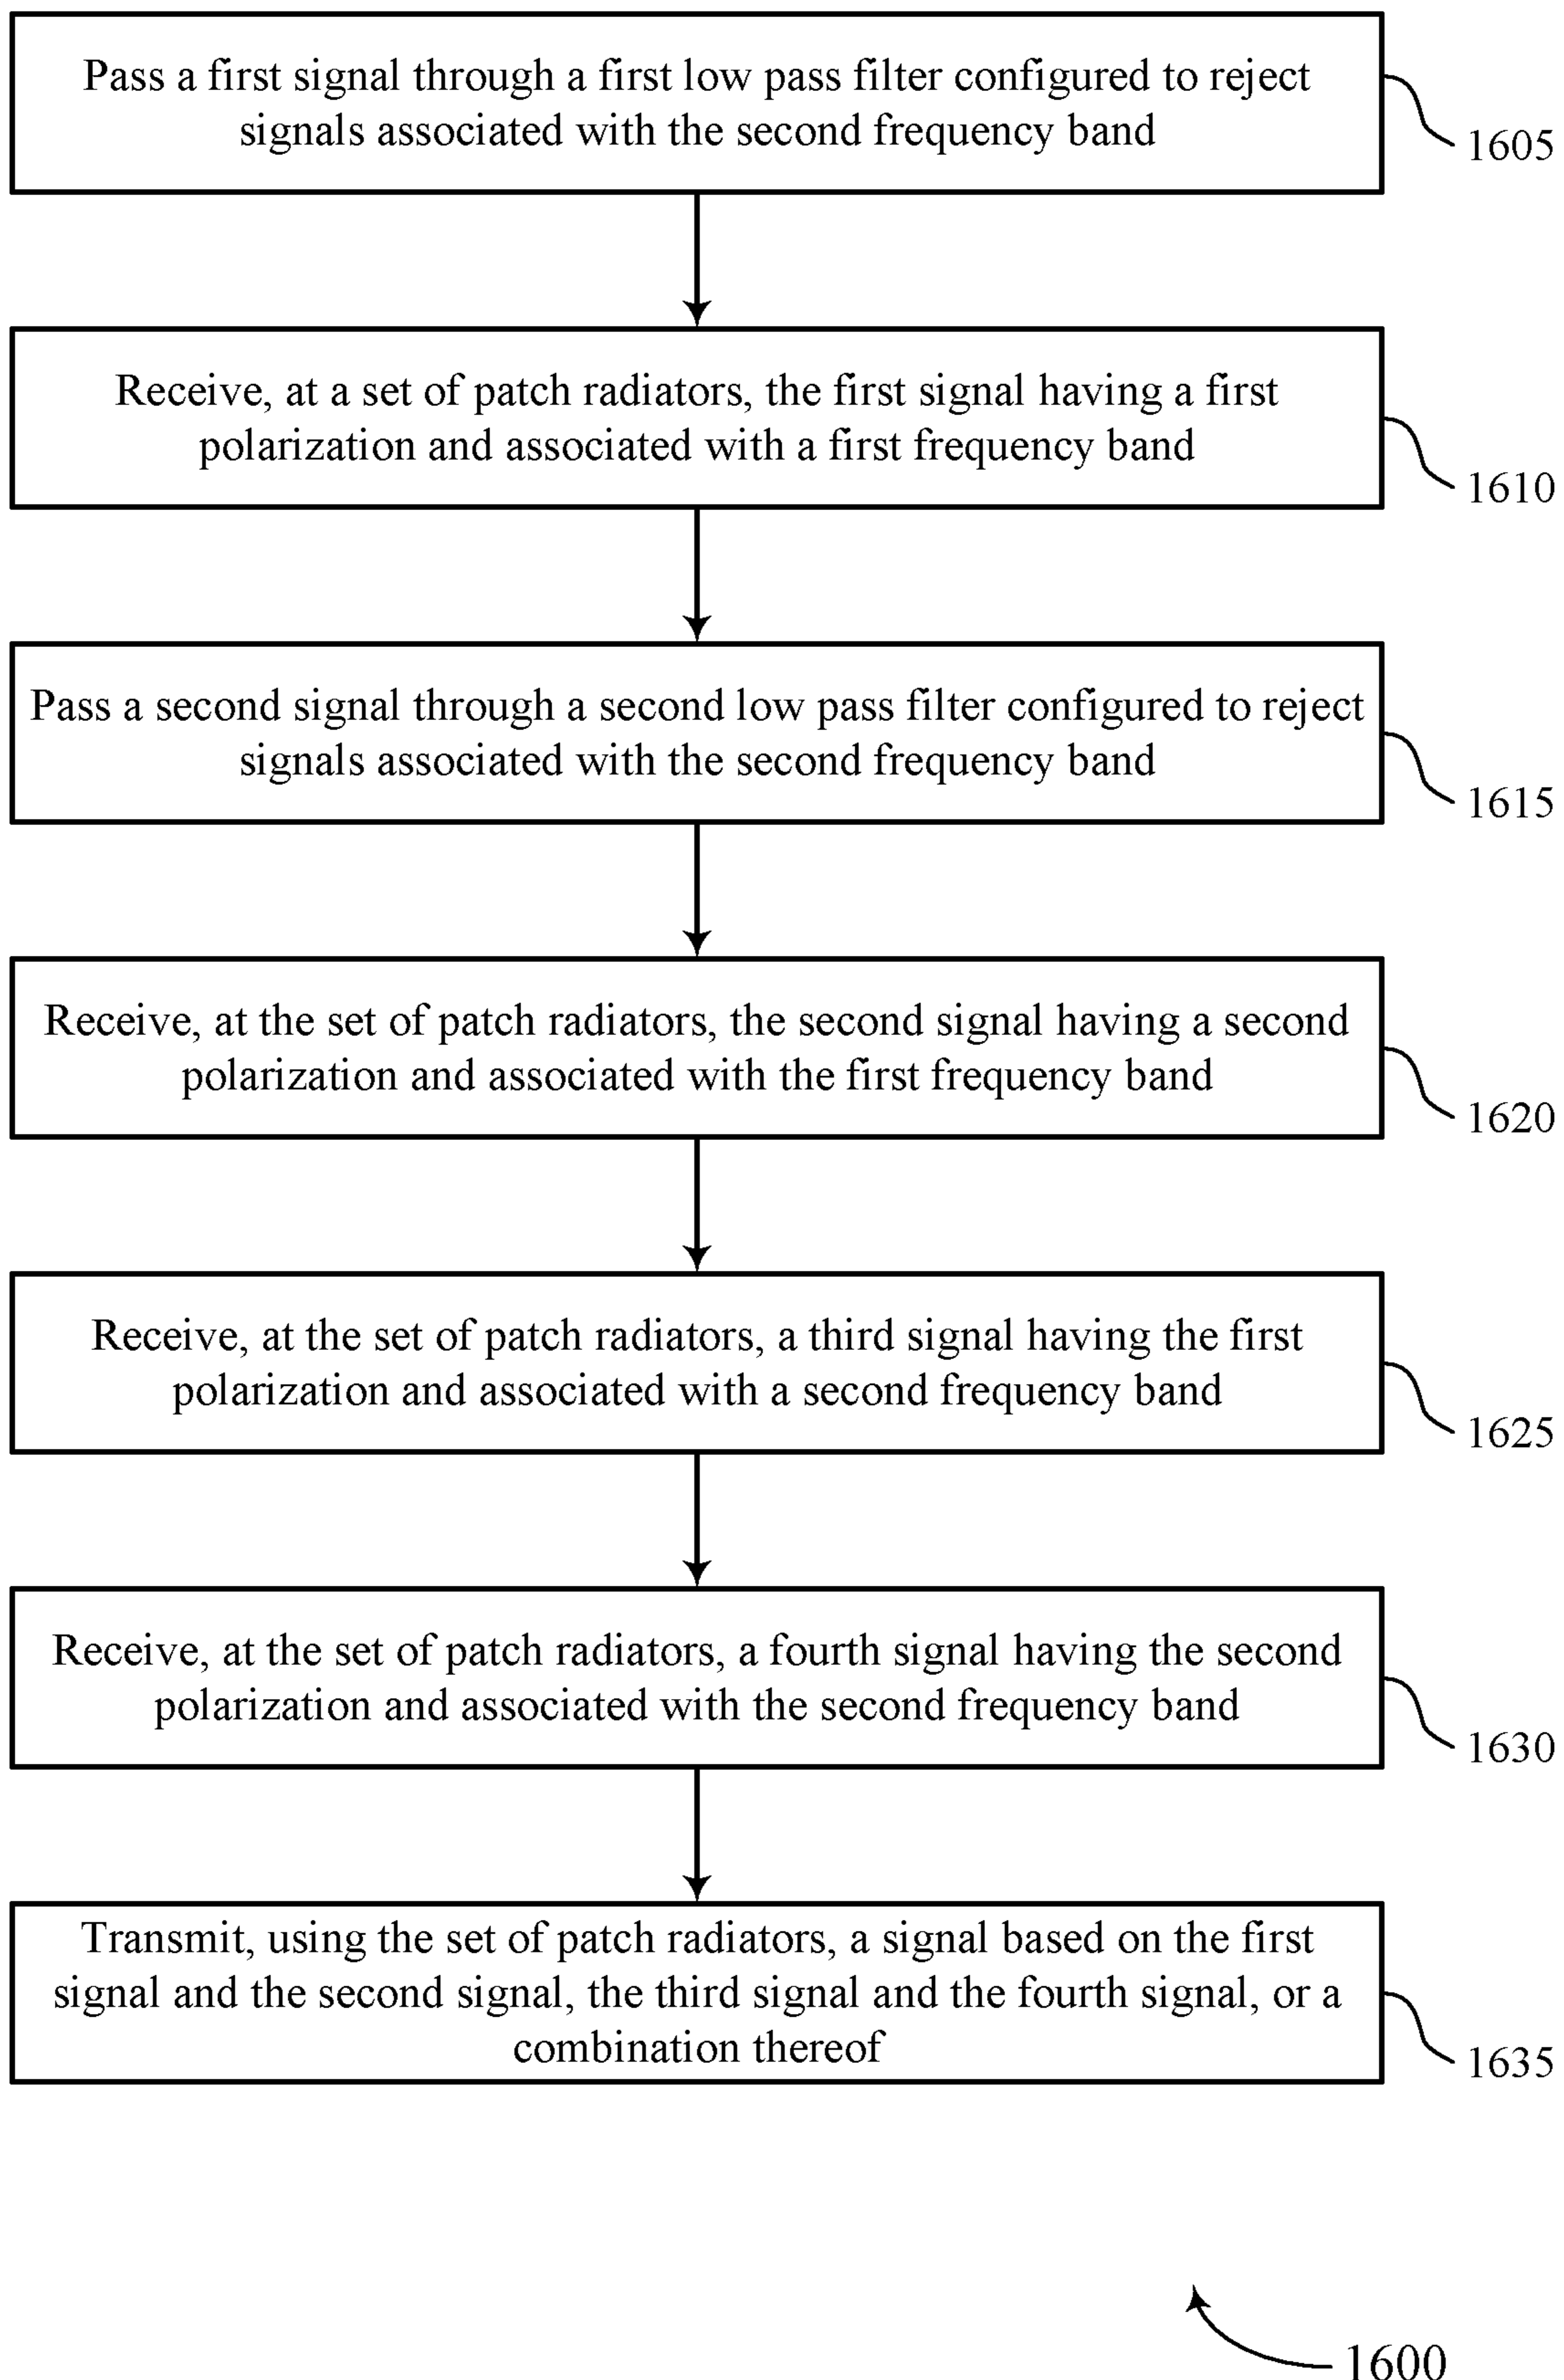 Pass a first signal through a first low pass filter configured to reject
signals associated with the second frequency band
1605
Receive, at a set of patch radiators, the first signal having a first
polarization and associated with a first frequency band
1610
Pass a second signal through a second low pass filter configured to reject
signals associated with the second frequency band
1615
Receive, at the set of patch radiators, the second signal having a second
polarization and associated with the first frequency band
1620
Receive, at the set of patch radiators, a third signal having the first
polarization and associated with a second frequency band
1625
Receive, at the set of patch radiators, a fourth signal having the second
polarization and associated with the second frequency band
1630
Transmit, using the set of patch radiators, a signal based on the first
signal and the second signal, the third signal and the fourth signal, or a
combination thereof
1635
1600